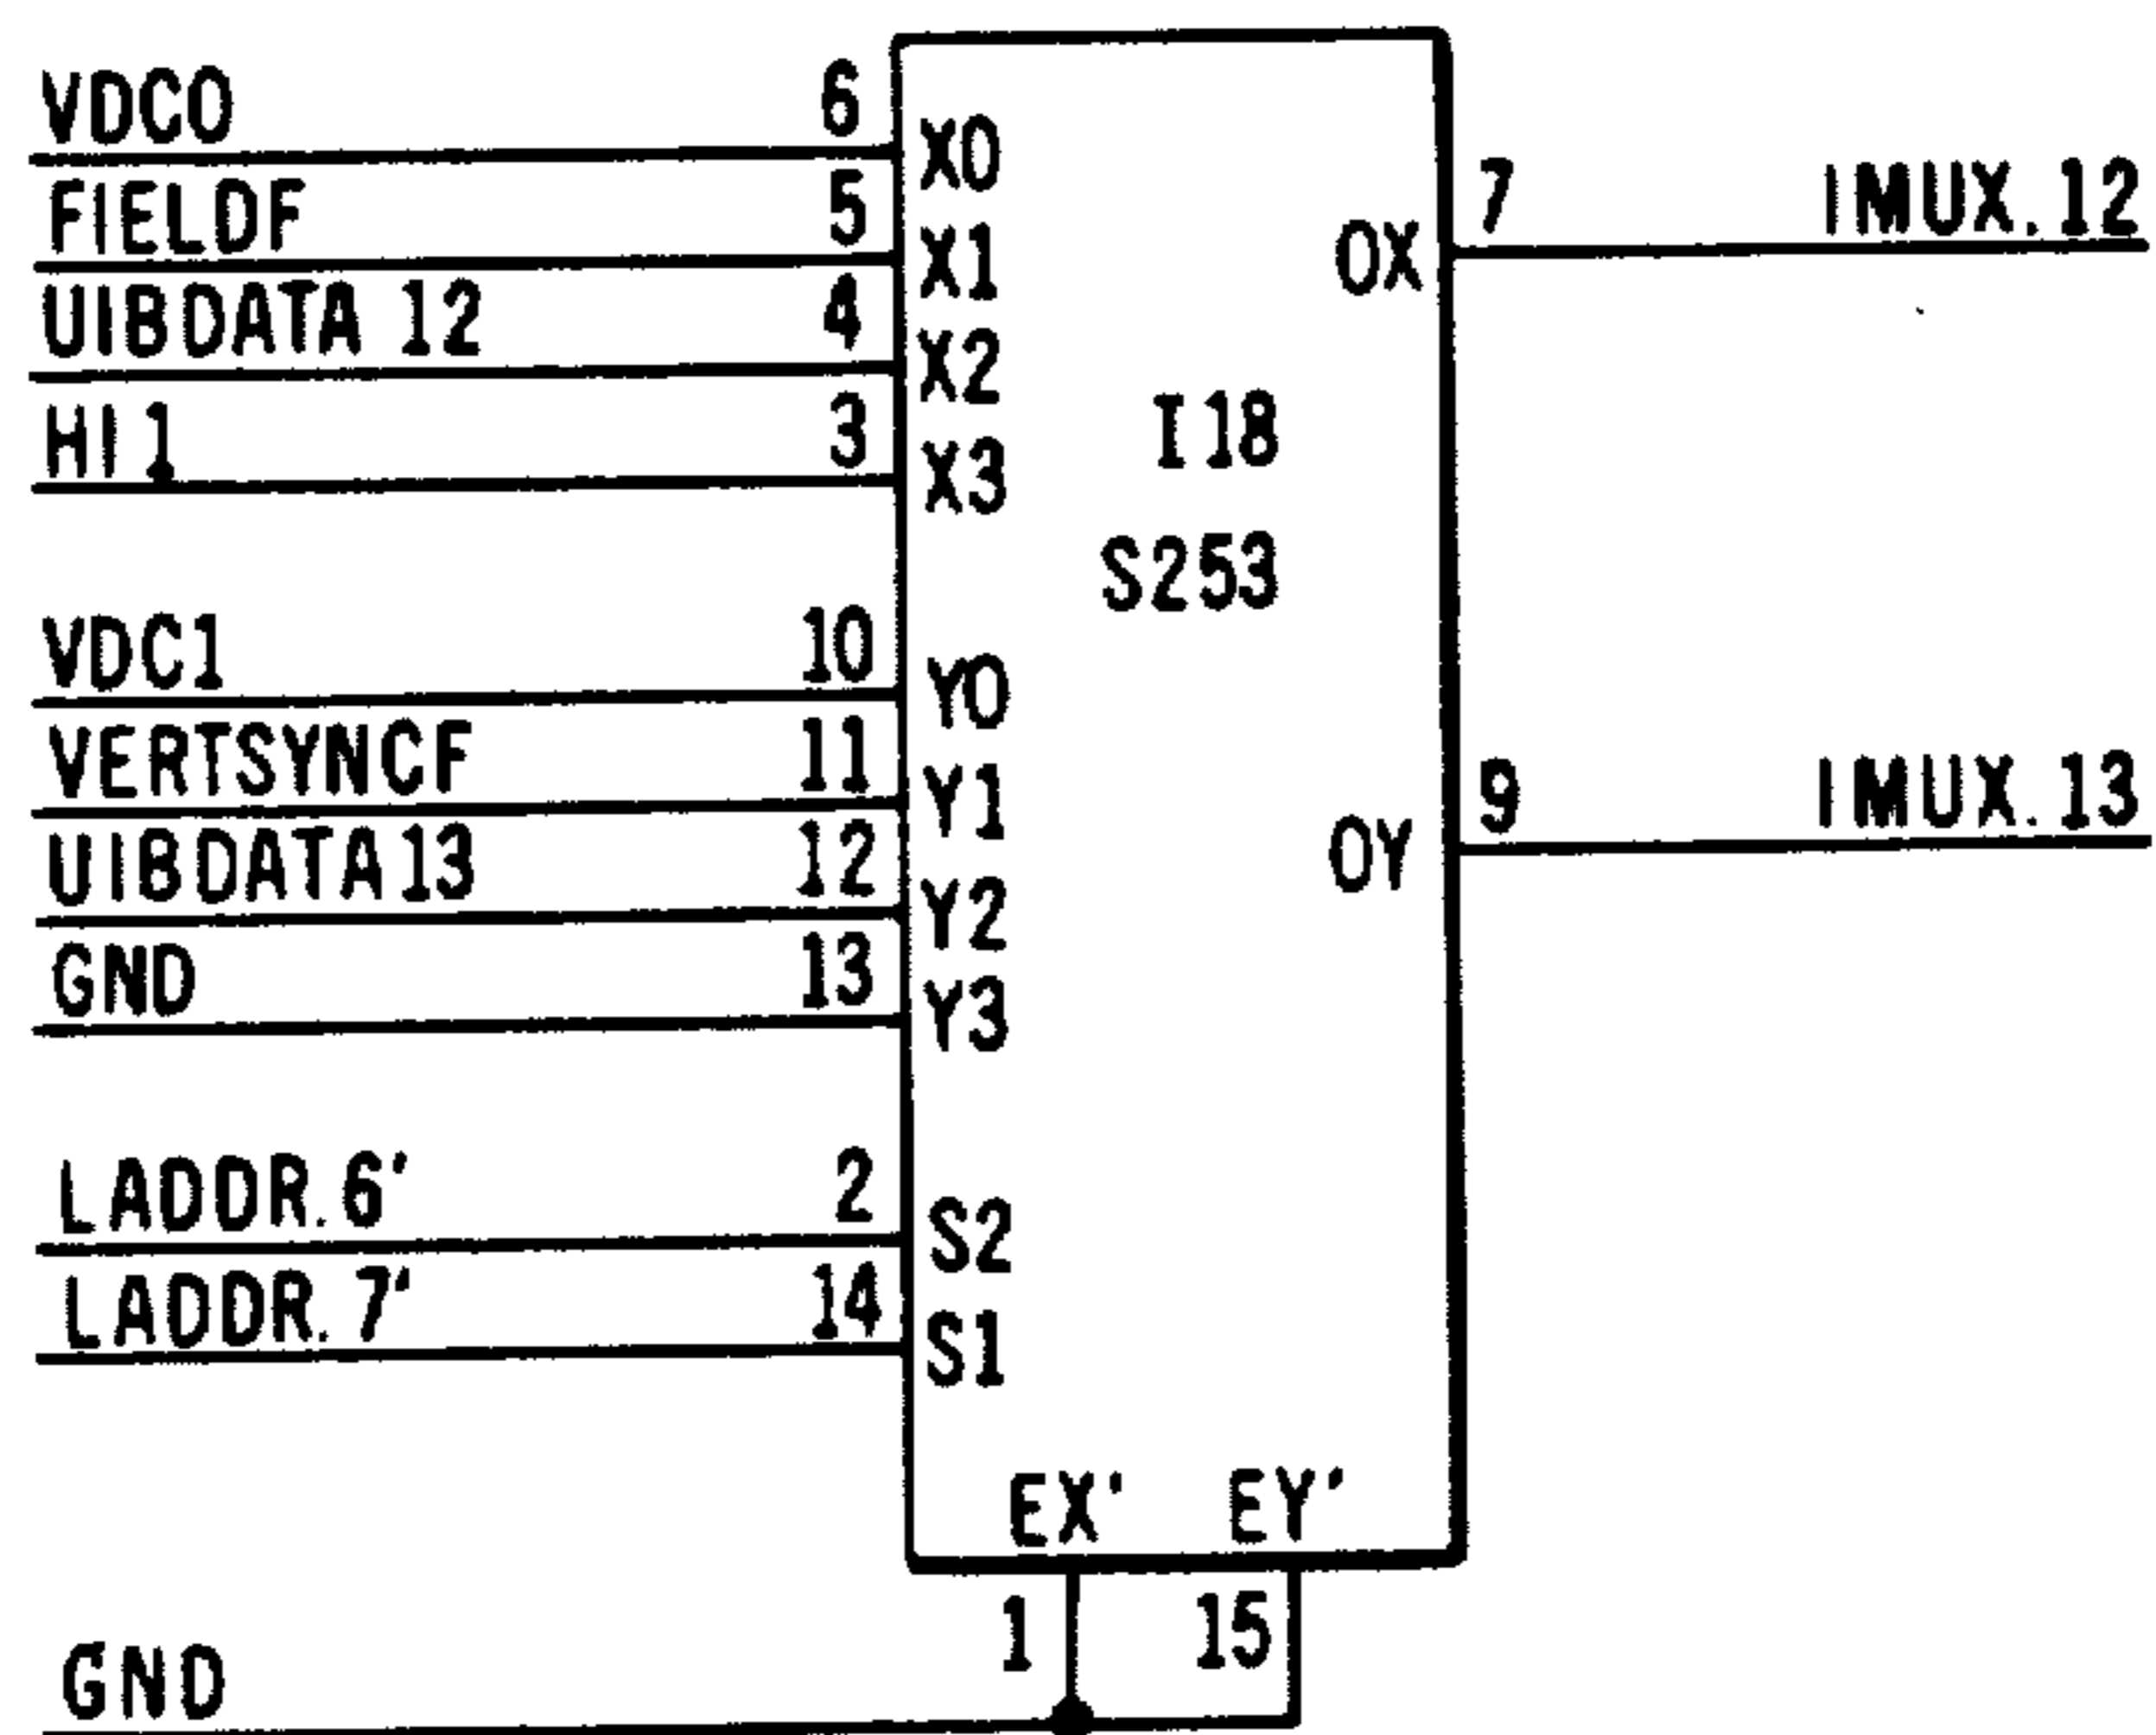 VDC0 6 X0
FIELDF 5 X1
OX 7 IMUX.12
UIBDATA 12 4 X2
HI 1 3 X3
I18
S253
VDC1 10 Y0
VERTSYNCF 11 Y1
OY 9 IMUX.13
UIBDATA13 12 Y2
GND 13 Y3
LADDR.6' 2 S2
LADDR.7' 14 S1
EX' EY'
1 15
GND